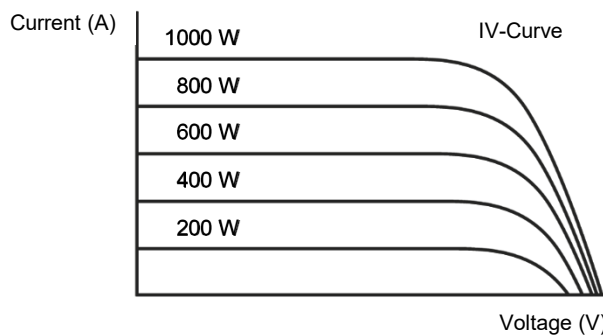 Current (A)
IV-Curve
1000 W
800 W
600 W
400 W
200 W
Voltage (V)